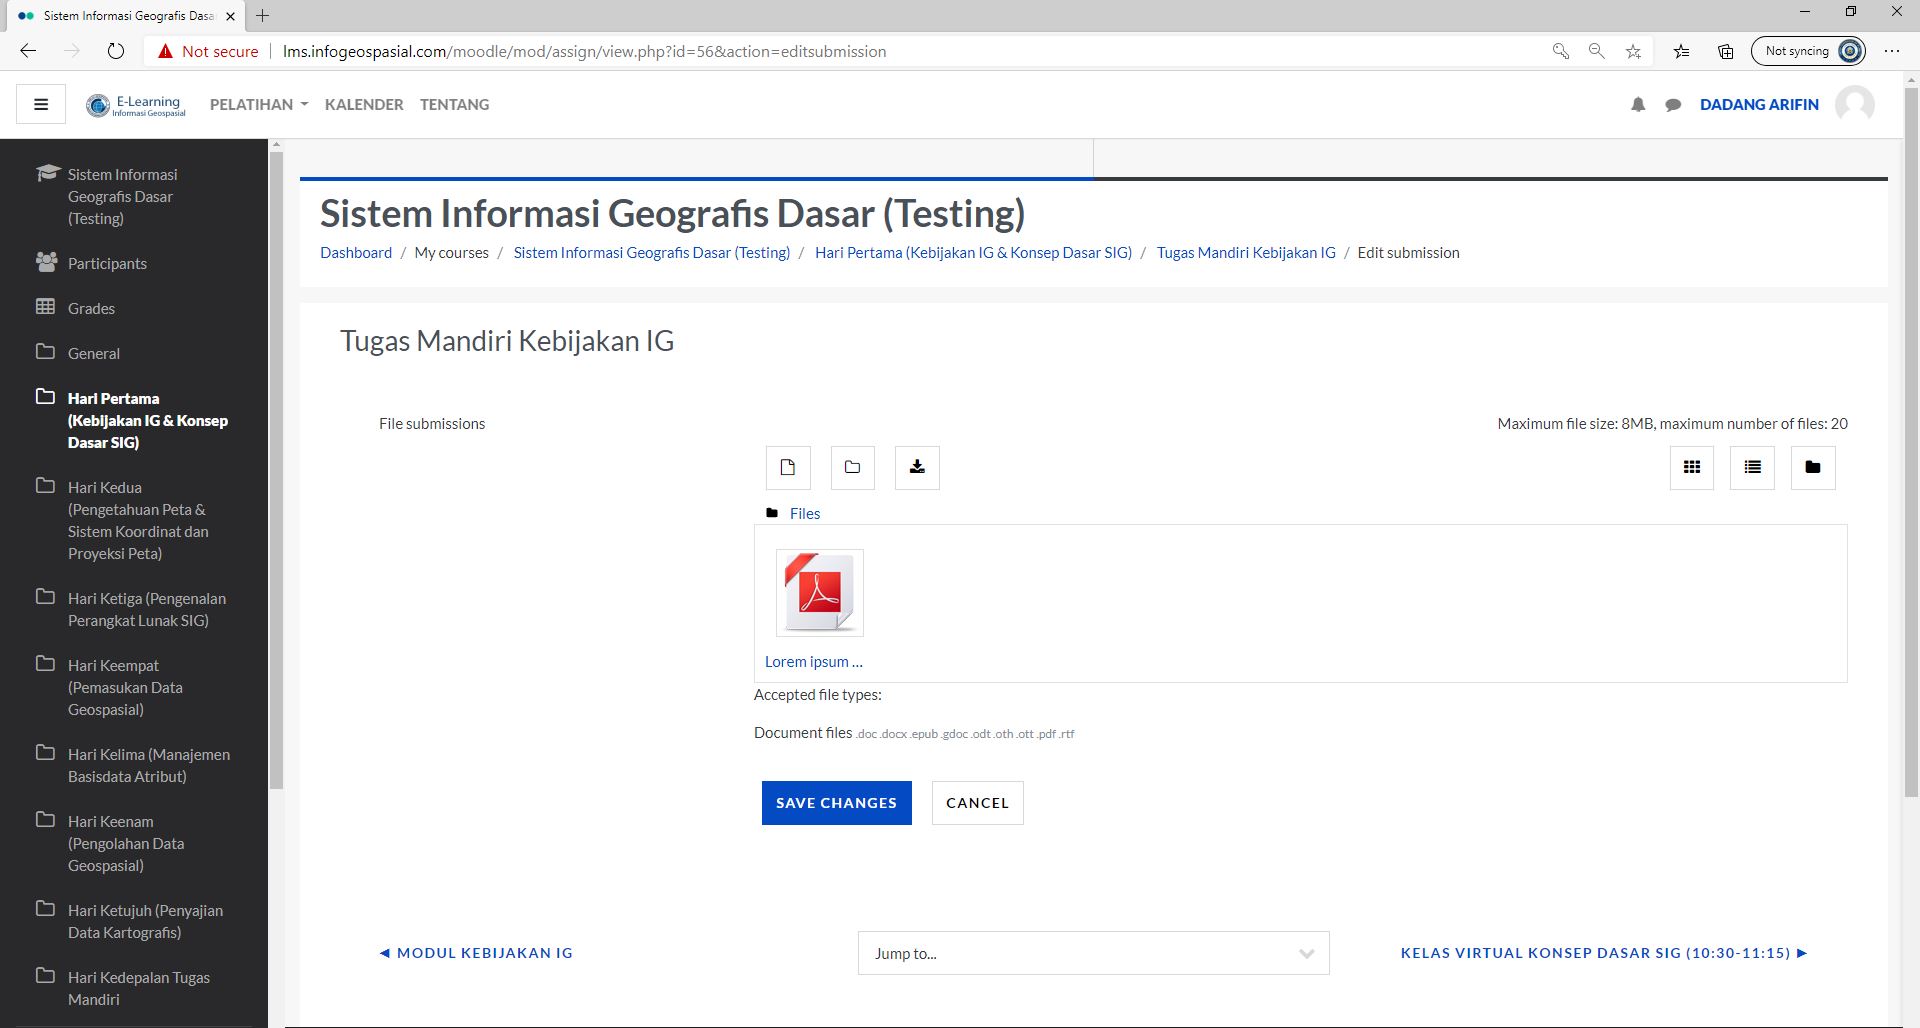 Sistem Informasi Geografis Dasa
Not secure
lms.infogeospasial.com/moodle/mod/assign/view.php?id=56&action=editsubmission
Not syncing
E-Learning
Informasi Geospasial
PELATIHAN
KALENDER
TENTANG
DADANG ARIFIN
Sistem Informasi
Geografis Dasar
(Testing)
Participants
Grades
General
Hari Pertama
(Kebijakan IG & Konsep
Dasar SIG)
Hari Kedua
(Pengetahuan Peta &
Sistem Koordinat dan
Proyeksi Peta)
Hari Ketiga (Pengenalan
Perangkat Lunak SIG)
Hari Keempat
(Pemasukan Data
Geospasial)
Hari Kelima (Manajemen
Basisdata Atribut)
Hari Keenam
(Pengolahan Data
Geospasial)
Hari Ketujuh (Penyajian
Data Kartografis)
Hari Kedepalan Tugas
Mandiri
Sistem Informasi Geografis Dasar (Testing)
Dashboard / My courses / Sistem Informasi Geografis Dasar (Testing) / Hari Pertama (Kebijakan IG & Konsep Dasar SIG) / Tugas Mandiri Kebijakan IG / Edit submission
Tugas Mandiri Kebijakan IG
File submissions
Maximum file size: 8MB, maximum number of files: 20
Files
Lorem ipsum ...
Accepted file types:
Document files .doc .docx .epub .gdoc .odt .oth .ott .pdf .rtf
SAVE CHANGES
CANCEL
◄ MODUL KEBIJAKAN IG
Jump to...
KELAS VIRTUAL KONSEP DASAR SIG (10:30-11:15) ►